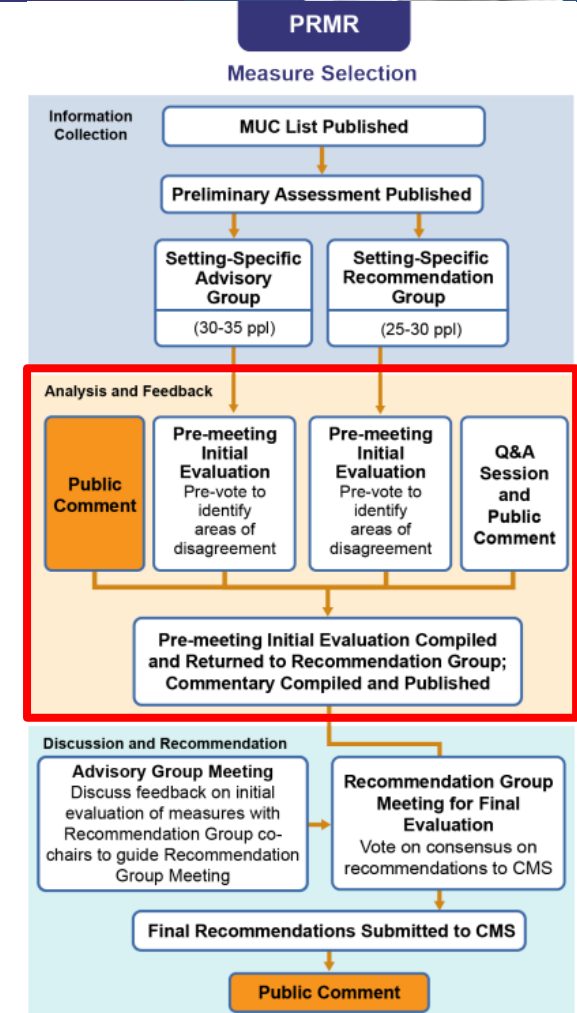 PRMR
Measure Selection
Information
Collection
MUC List Published
Preliminary Assessment Published
Setting-Specific
Advisory
Group
(30-35 ppl)
Setting-Specific
Recommendation
Group
(25-30 ppl)
Analysis and Feedback
Public
Comment
Pre-meeting
Initial
Evaluation
Pre-vote to
identify
areas of
disagreement
Pre-meeting
Initial
Evaluation
Pre-vote to
identify
areas of
disagreement
Q&A
Session
and
Public
Comment
Pre-meeting Initial Evaluation Compiled
and Returned to Recommendation Group;
Commentary Compiled and Published
Discussion and Recommendation
Advisory Group Meeting
Discuss feedback on initial
evaluation of measures with
Recommendation Group co-
chairs to guide Recommendation
Group Meeting
Recommendation Group
Meeting for Final
Evaluation
Vote on consensus on
recommendations to CMS
Final Recommendations Submitted to CMS
Public Comment